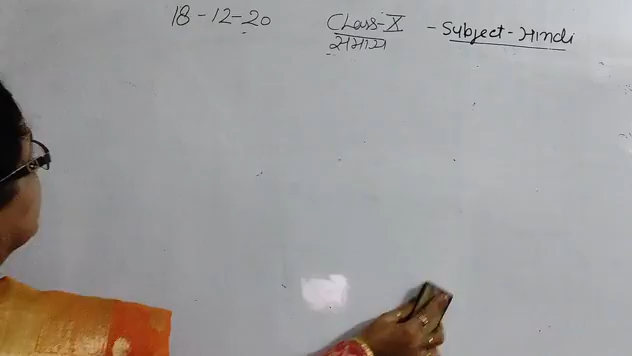 18-12-20 Class-X - Subject-Hindi
समास